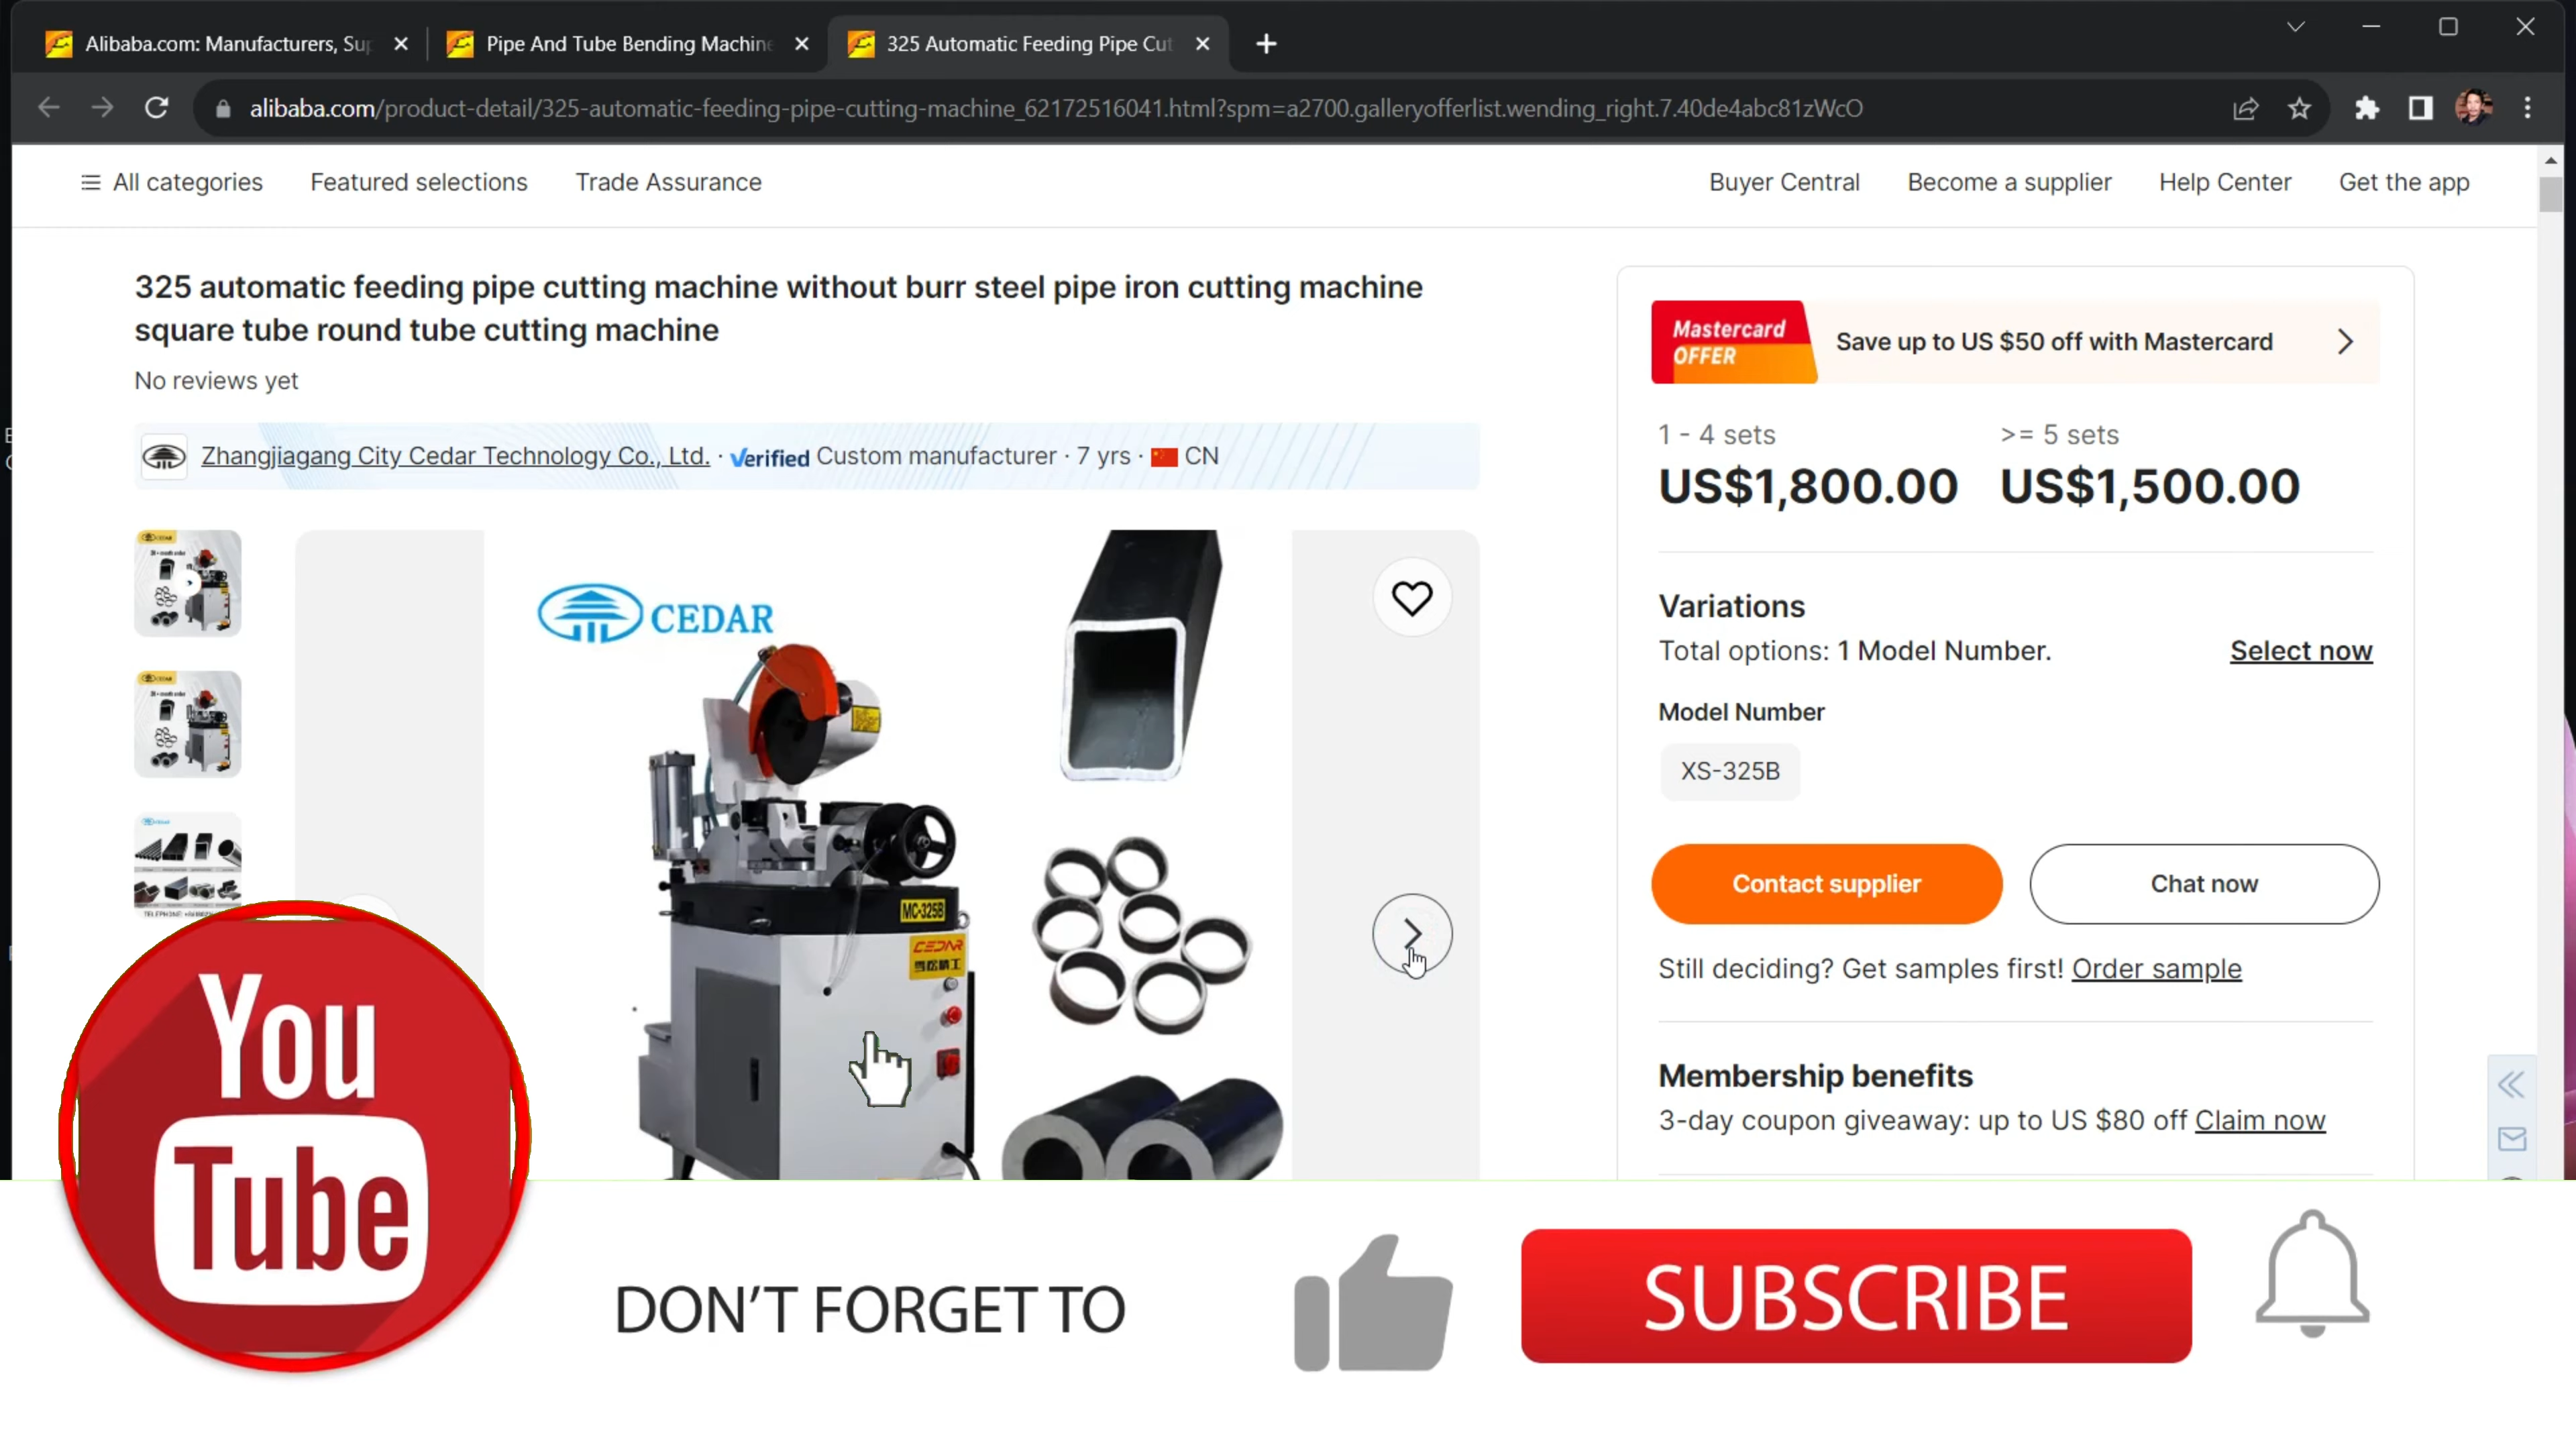 Alibaba.com: Manufacturers, Sup
Pipe And Tube Bending Machine
325 Automatic Feeding Pipe Cut
alibaba.com/product-detail/325-automatic-feeding-pipe-cutting-machine_62172516041.html?spm=a2700.galleryofferlist.wending_right.7.40de4abc81zWcO
All categories
Featured selections
Trade Assurance
Buyer Central
Become a supplier
Help Center
Get the app
325 automatic feeding pipe cutting machine without burr steel pipe iron cutting machine
square tube round tube cutting machine
No reviews yet
Zhangjiagang City Cedar Technology Co., Ltd. · Verified Custom manufacturer · 7 yrs · CN
CEDAR
MC-325B
CEDAR
雪松精工
Mastercard
OFFER
Save up to US $50 off with Mastercard
1 - 4 sets
>= 5 sets
US$1,800.00
US$1,500.00
Variations
Total options: 1 Model Number.
Select now
Model Number
XS-325B
Contact supplier
Chat now
Still deciding? Get samples first! Order sample
Membership benefits
3-day coupon giveaway: up to US $80 off Claim now
You
Tube
DON'T FORGET TO
SUBSCRIBE